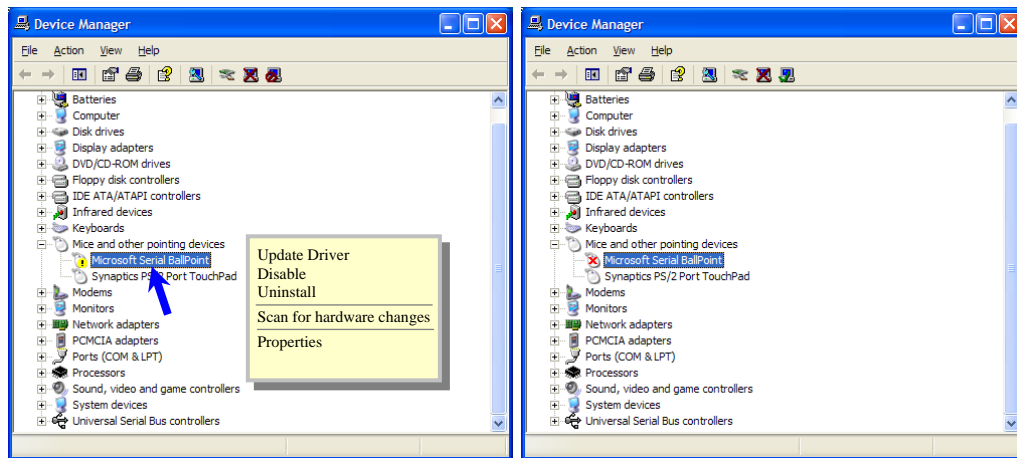 Device Manager
File Action View Help
Batteries
Computer
Disk drives
Display adapters
DVD/CD-ROM drives
Floppy disk controllers
IDE ATA/ATAPI controllers
Infrared devices
Keyboards
Mice and other pointing devices
Microsoft Serial BallPoint
Synaptics PS/2 Port TouchPad
Modems
Monitors
Network adapters
PCMCIA adapters
Ports (COM & LPT)
Processors
Sound, video and game controllers
System devices
Universal Serial Bus controllers
Update Driver
Disable
Uninstall
Scan for hardware changes
Properties
Device Manager
File Action View Help
Batteries
Computer
Disk drives
Display adapters
DVD/CD-ROM drives
Floppy disk controllers
IDE ATA/ATAPI controllers
Infrared devices
Keyboards
Mice and other pointing devices
Microsoft Serial BallPoint
Synaptics PS/2 Port TouchPad
Modems
Monitors
Network adapters
PCMCIA adapters
Ports (COM & LPT)
Processors
Sound, video and game controllers
System devices
Universal Serial Bus controllers